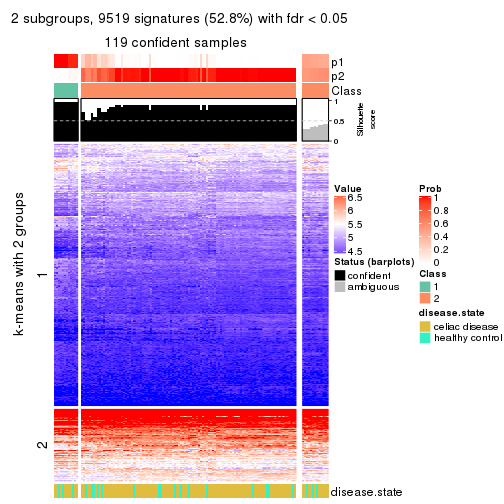 2 subgroups, 9519 signatures (52.8%) with fdr < 0.05
119 confident samples
p1
p2
Class
1
0.5
0
Silhouette
score
k-means with 2 groups
1
2
disease.state
Value
6.5
6
5.5
5
4.5
Status (barplots)
confident
ambiguous
Prob
1
0.8
0.6
0.4
0.2
0
Class
1
2
disease.state
celiac disease
healthy control